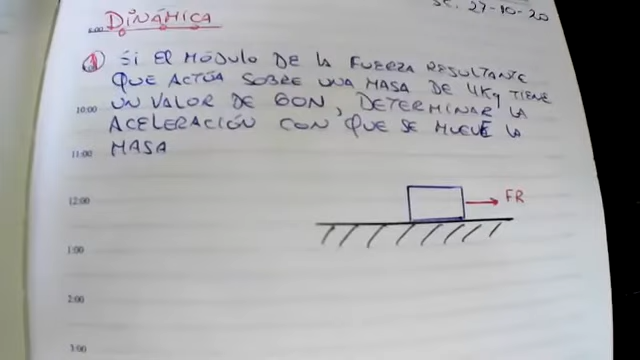 27-10-20
DINÁMICA
① SI EL MÓDULO DE LA FUERZA RESULTANTE
QUE ACTÚA SOBRE UNA MASA DE 4Kg TIENE
10:00 UN VALOR DE 60N, DETERMINAR LA
ACELERACIÓN CON QUE SE MUEVE LA
11:00 MASA
12:00 FR
1:00
2:00
3:00